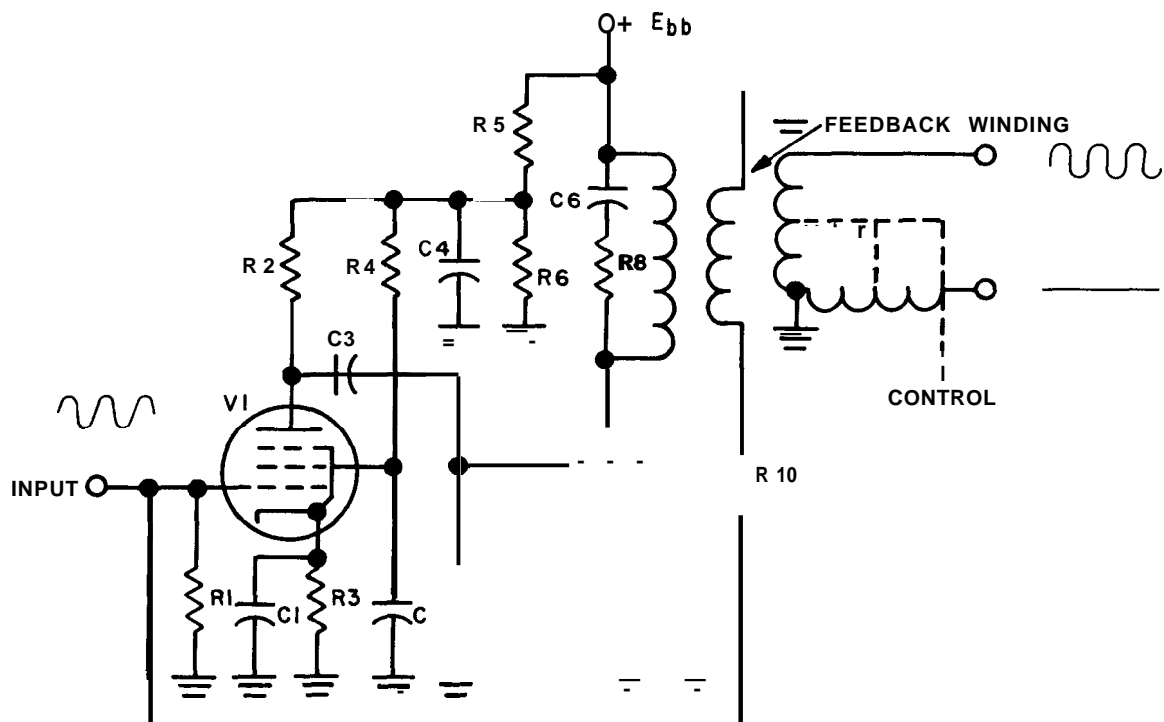 + Ebb
R5
FEEDBACK WINDING
C6
R2
R4
C4
R6
R8
C3
V1
CONTROL
INPUT
R 10
R1
C1
R3
C